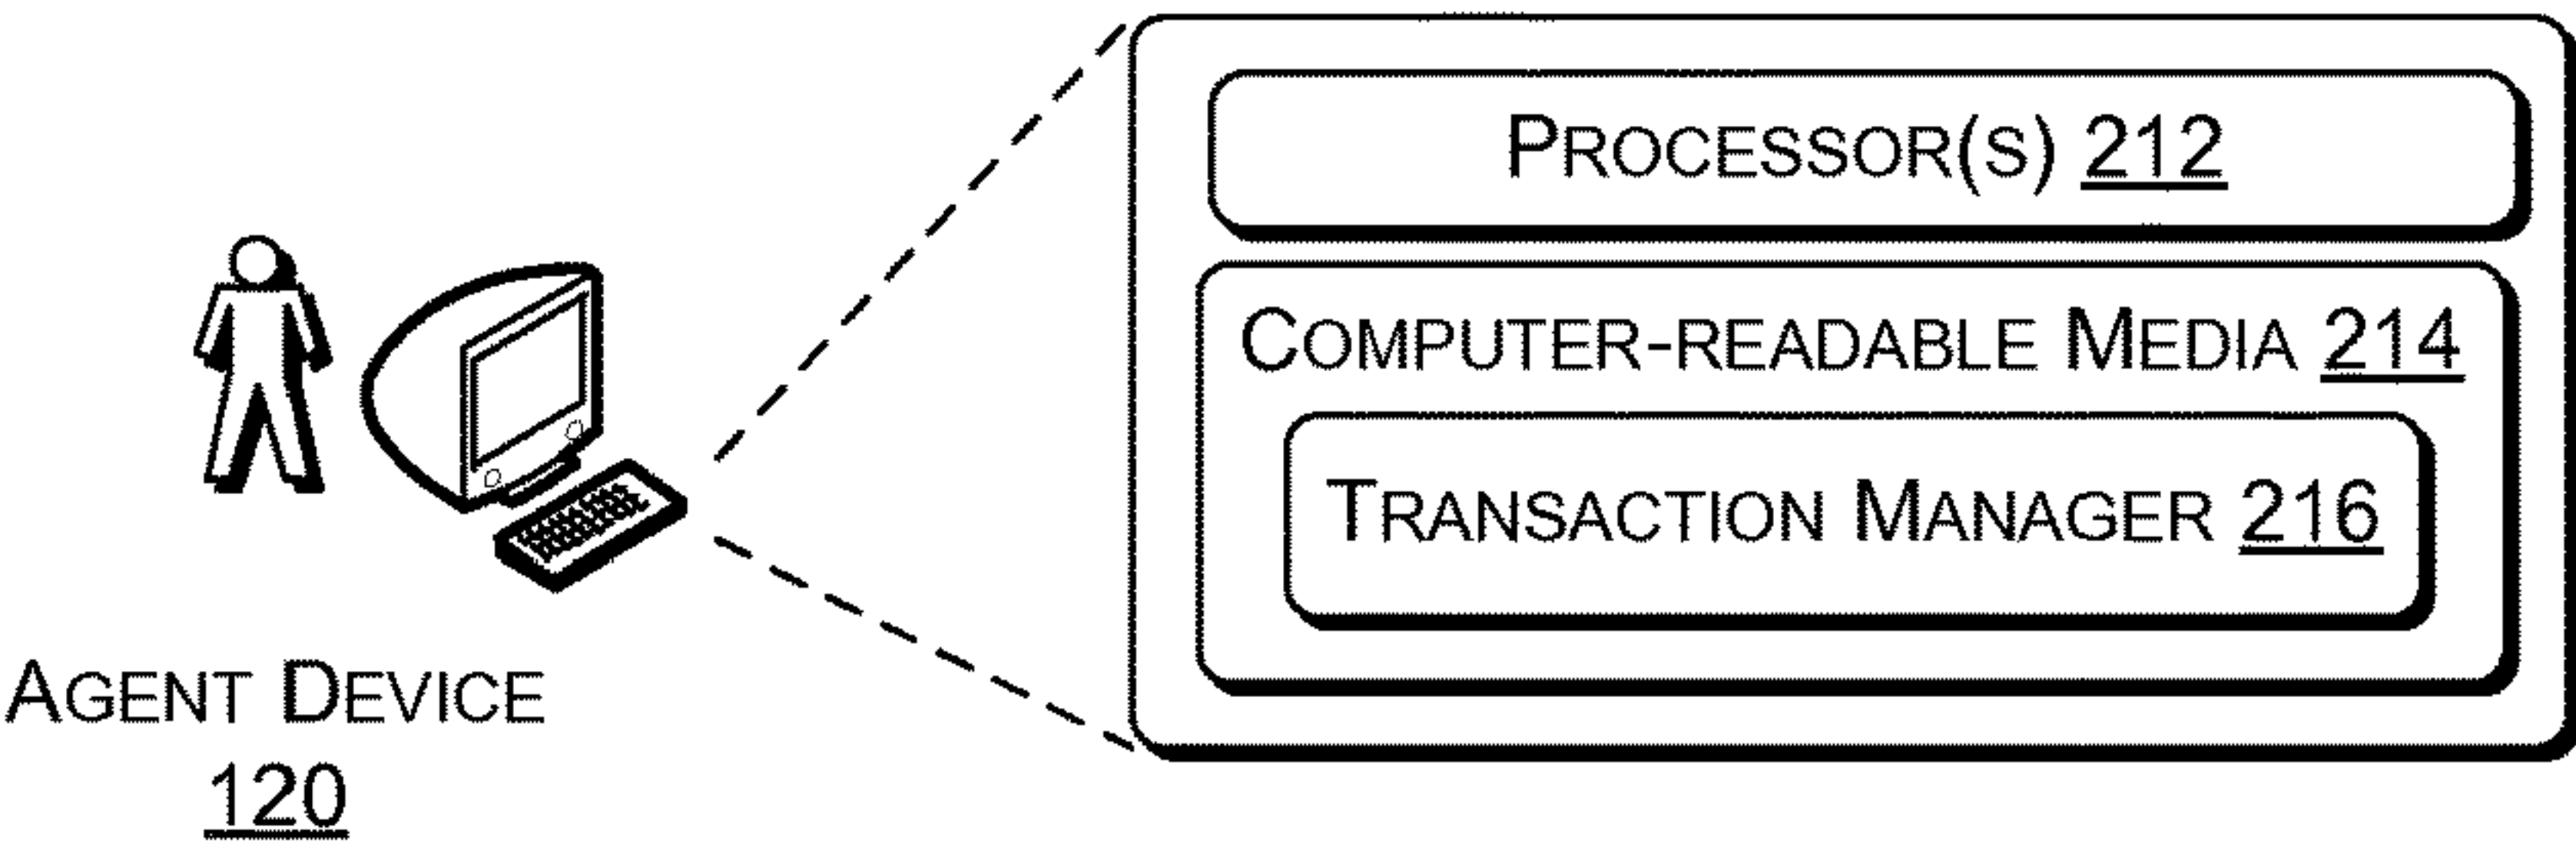 PROCESSOR(S) 212
COMPUTER-READABLE MEDIA 214
TRANSACTION MANAGER 216
AGENT DEVICE
120